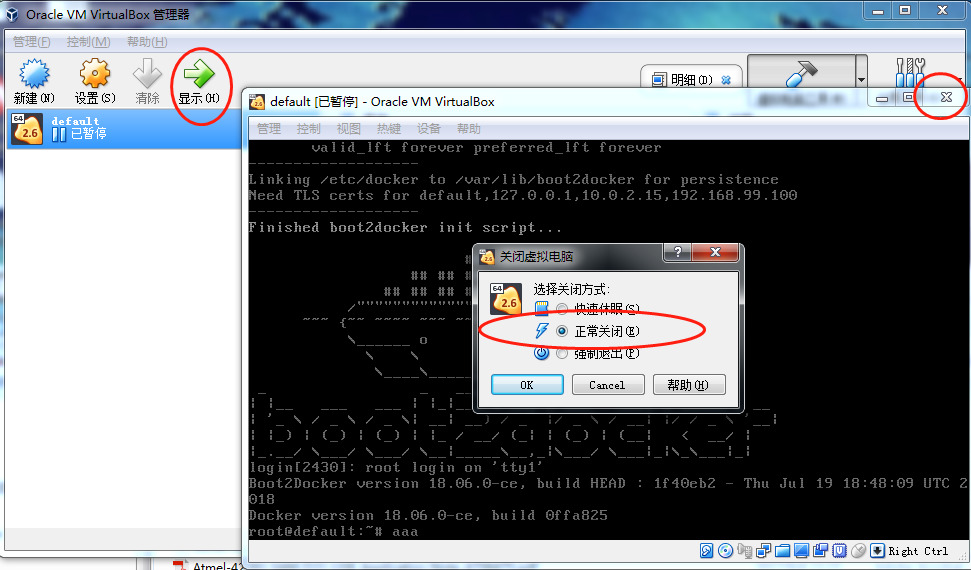 Oracle VM VirtualBox 管理器
管理(F) 控制(M) 帮助(H)
新建(N) 设置(S) 清除 显示(H)
明细(D)
64
2.6
default
已暂停
default [已暂停] - Oracle VM VirtualBox
管理 控制 视图 热键 设备 帮助
valid_lft forever preferred_lft forever
-------------------
Linking /etc/docker to /var/lib/boot2docker for persistence
Need TLS certs for default,127.0.0.1,10.0.2.15,192.168.99.100
-------------------
Finished boot2docker init script...
关闭虚拟电脑
64
2.6
选择关闭方式:
快速休眠(S)
正常关闭(E)
强制退出(P)
OK Cancel 帮助(H)
boot2docker
login[2430]: root login on 'tty1'
Boot2Docker version 18.06.0-ce, build HEAD : 1f40eb2 - Thu Jul 19 18:48:09 UTC 2
018
Docker version 18.06.0-ce, build 0ffa825
root@default:~# aaa
Right Ctrl